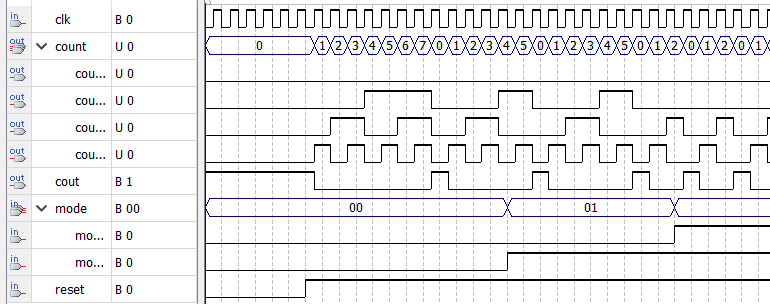 in clk B 0
out count U 0 0 1 2 3 4 5 6 7 0 1 2 3 4 5 0 1 2 3 4 5 0 1 2 0 1 2 0 1
out cou... U 0
out cou... U 0
out cou... U 0
out cou... U 0
out cout B 1
in mode B 00 00 01
in mo... B 0
in mo... B 0
in reset B 0